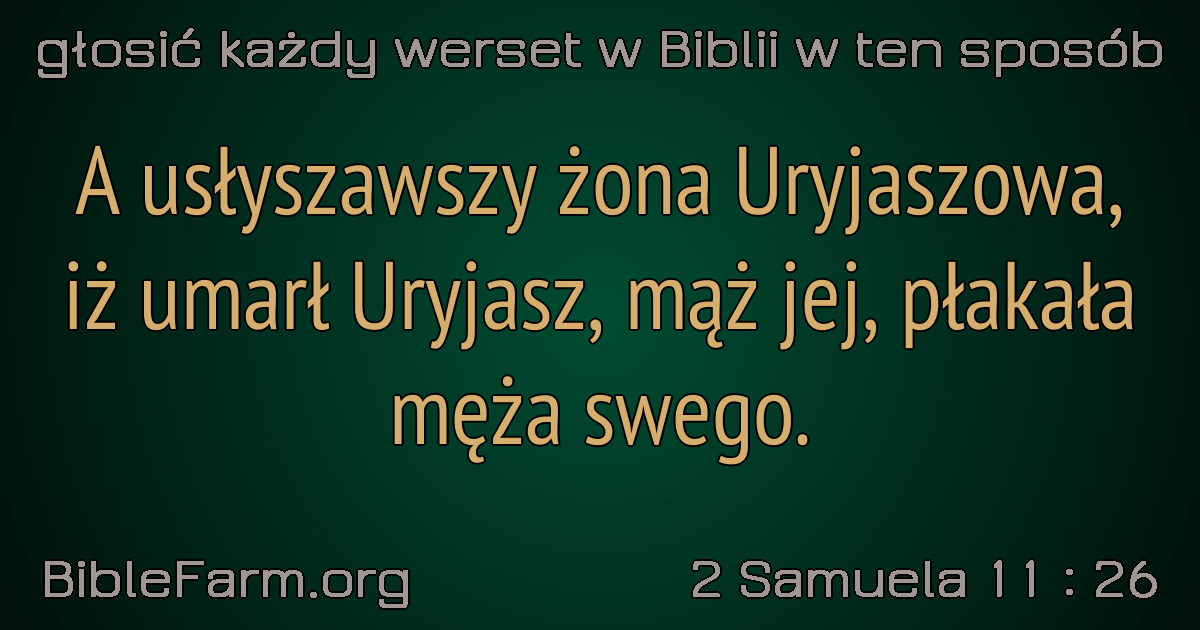 głosić każdy werset w Biblii w ten sposób
A usłyszawszy żona Uryjaszowa,
iż umarł Uryjasz, mąż jej, płakała
męża swego.
BibleFarm.org
2 Samuela 11 : 26